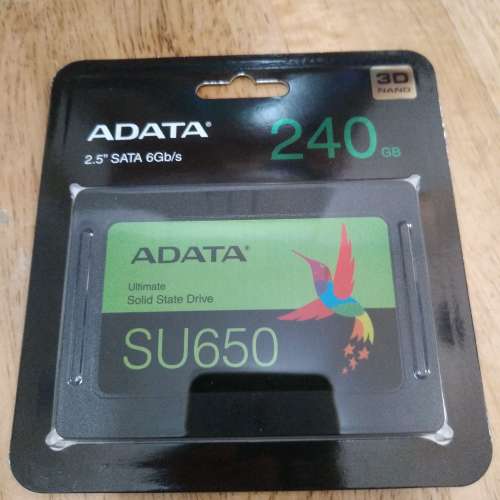 ADATA®
2.5" SATA 6Gb/s
240 GB
3D
NAND
ADATA®
Ultimate
Solid State Drive
SU650